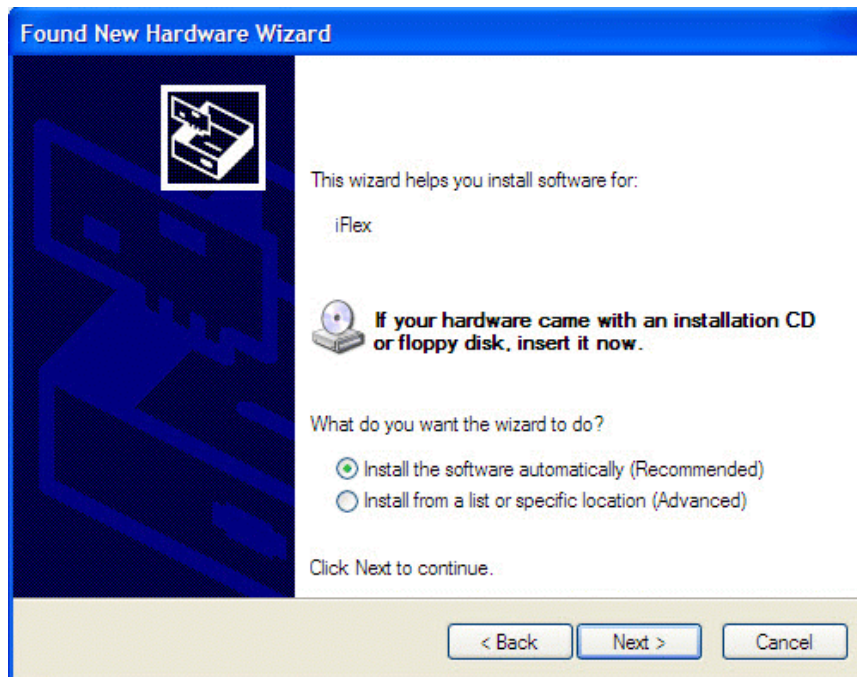 Found New Hardware Wizard
This wizard helps you install software for:
iFlex
If your hardware came with an installation CD
or floppy disk, insert it now.
What do you want the wizard to do?
Install the software automatically (Recommended)
Install from a list or specific location (Advanced)
Click Next to continue.
< Back Next > Cancel